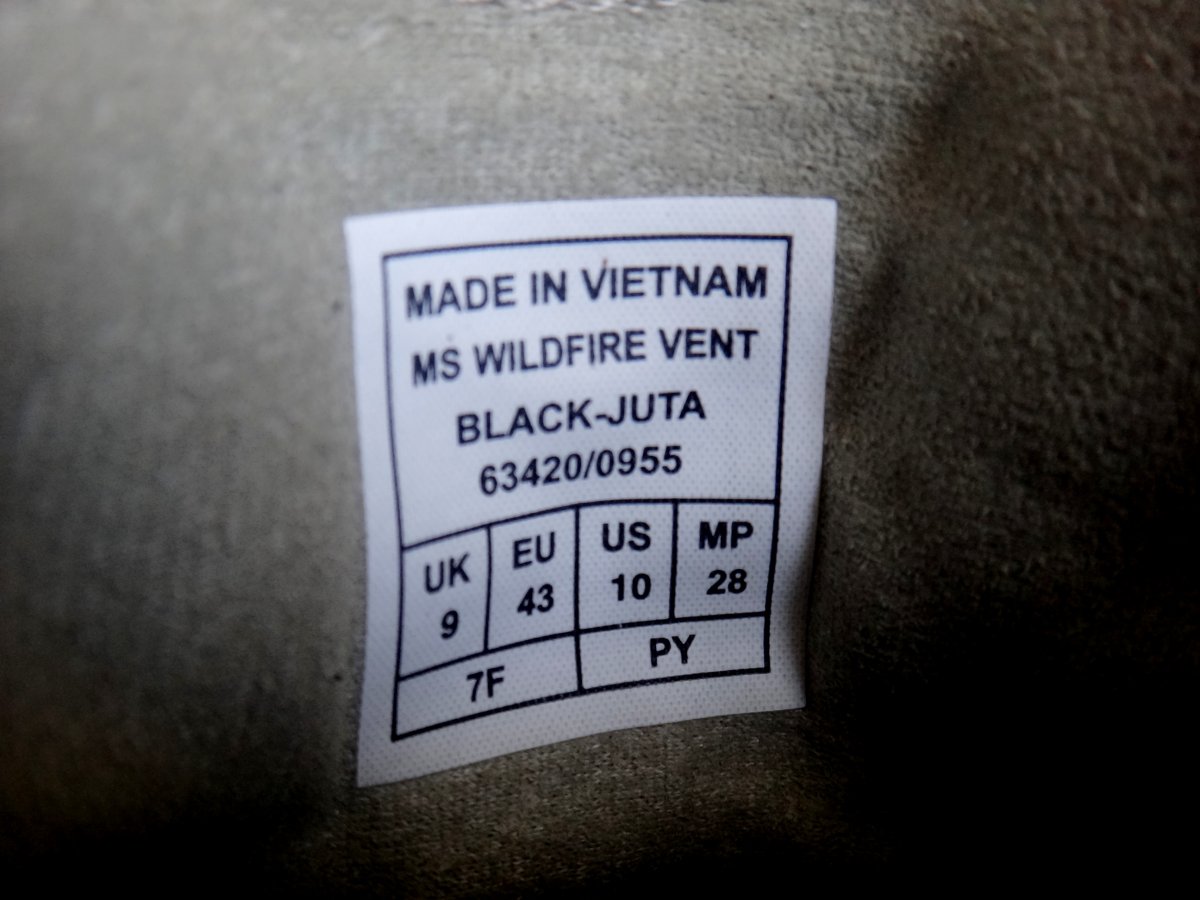 MADE IN VIETNAM
MS WILDFIRE VENT
BLACK-JUTA
63420/0955
UK EU US MP
9 43 10 28
7F PY